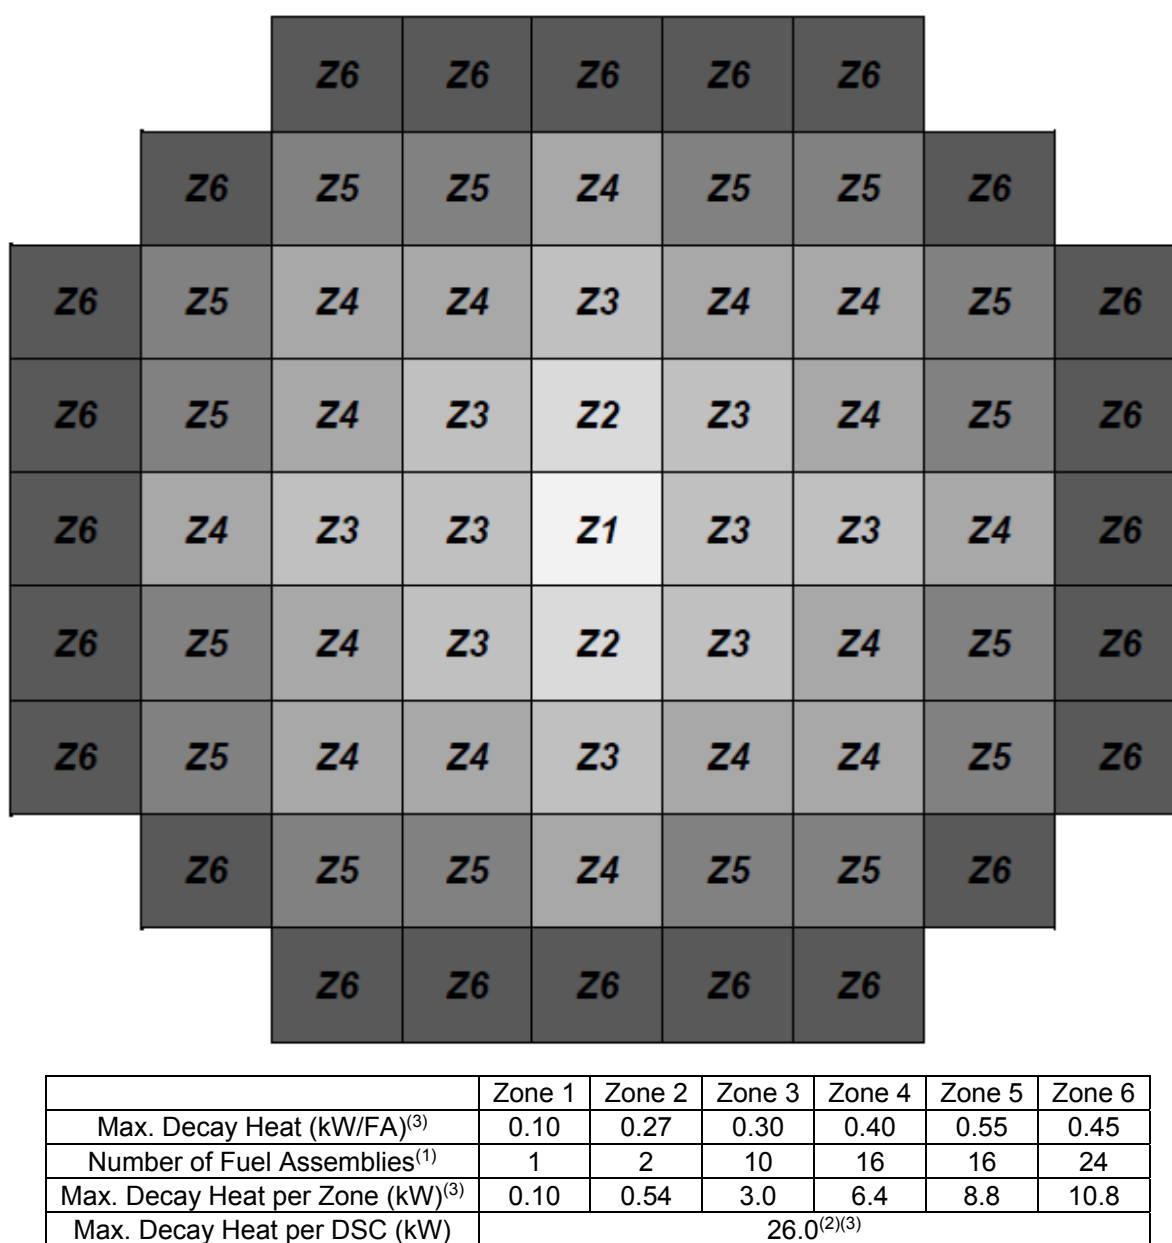 Z6 Z6 Z6 Z6 Z6
Z6 Z5 Z5 Z4 Z5 Z5 Z6
Z6 Z5 Z4 Z4 Z3 Z4 Z4 Z5 Z6
Z6 Z5 Z4 Z3 Z2 Z3 Z4 Z5 Z6
Z6 Z4 Z3 Z3 Z1 Z3 Z3 Z4 Z6
Z6 Z5 Z4 Z3 Z2 Z3 Z4 Z5 Z6
Z6 Z5 Z4 Z4 Z3 Z4 Z4 Z5 Z6
Z6 Z5 Z5 Z4 Z5 Z5 Z6
Z6 Z6 Z6 Z6 Z6
Zone 1 Zone 2 Zone 3 Zone 4 Zone 5 Zone 6
Max. Decay Heat (kW/FA)(3) 0.10 0.27 0.30 0.40 0.55 0.45
Number of Fuel Assemblies(1) 1 2 10 16 16 24
Max. Decay Heat per Zone (kW)(3) 0.10 0.54 3.0 6.4 8.8 10.8
Max. Decay Heat per DSC (kW) 26.0(2)(3)